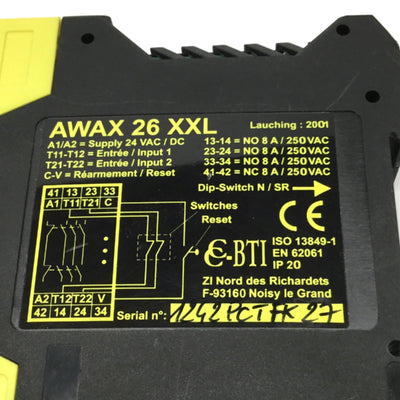 AWAX 26 XXL
Lauching : 2001
A1/A2 = Supply 24 VAC / DC
T11-T12 = Entrée / Input 1
T21-T22 = Entrée / Input 2
C-V = Réarmement / Reset
13-14 = NO 8 A / 250VAC
23-24 = NO 8 A / 250VAC
33-34 = NO 8 A / 250VAC
41-42 = NC 8 A / 250 VAC
Dip-Switch N / SR
41 13 23 33
A1 T11 T21 C
Switches
Reset
BTI
CE
ISO 13849-1
EN 62061
IP 20
A2 T12 T22 V
42 14 24 34
ZI Nord des Richardets
F-93160 Noisy le Grand
Serial n°: